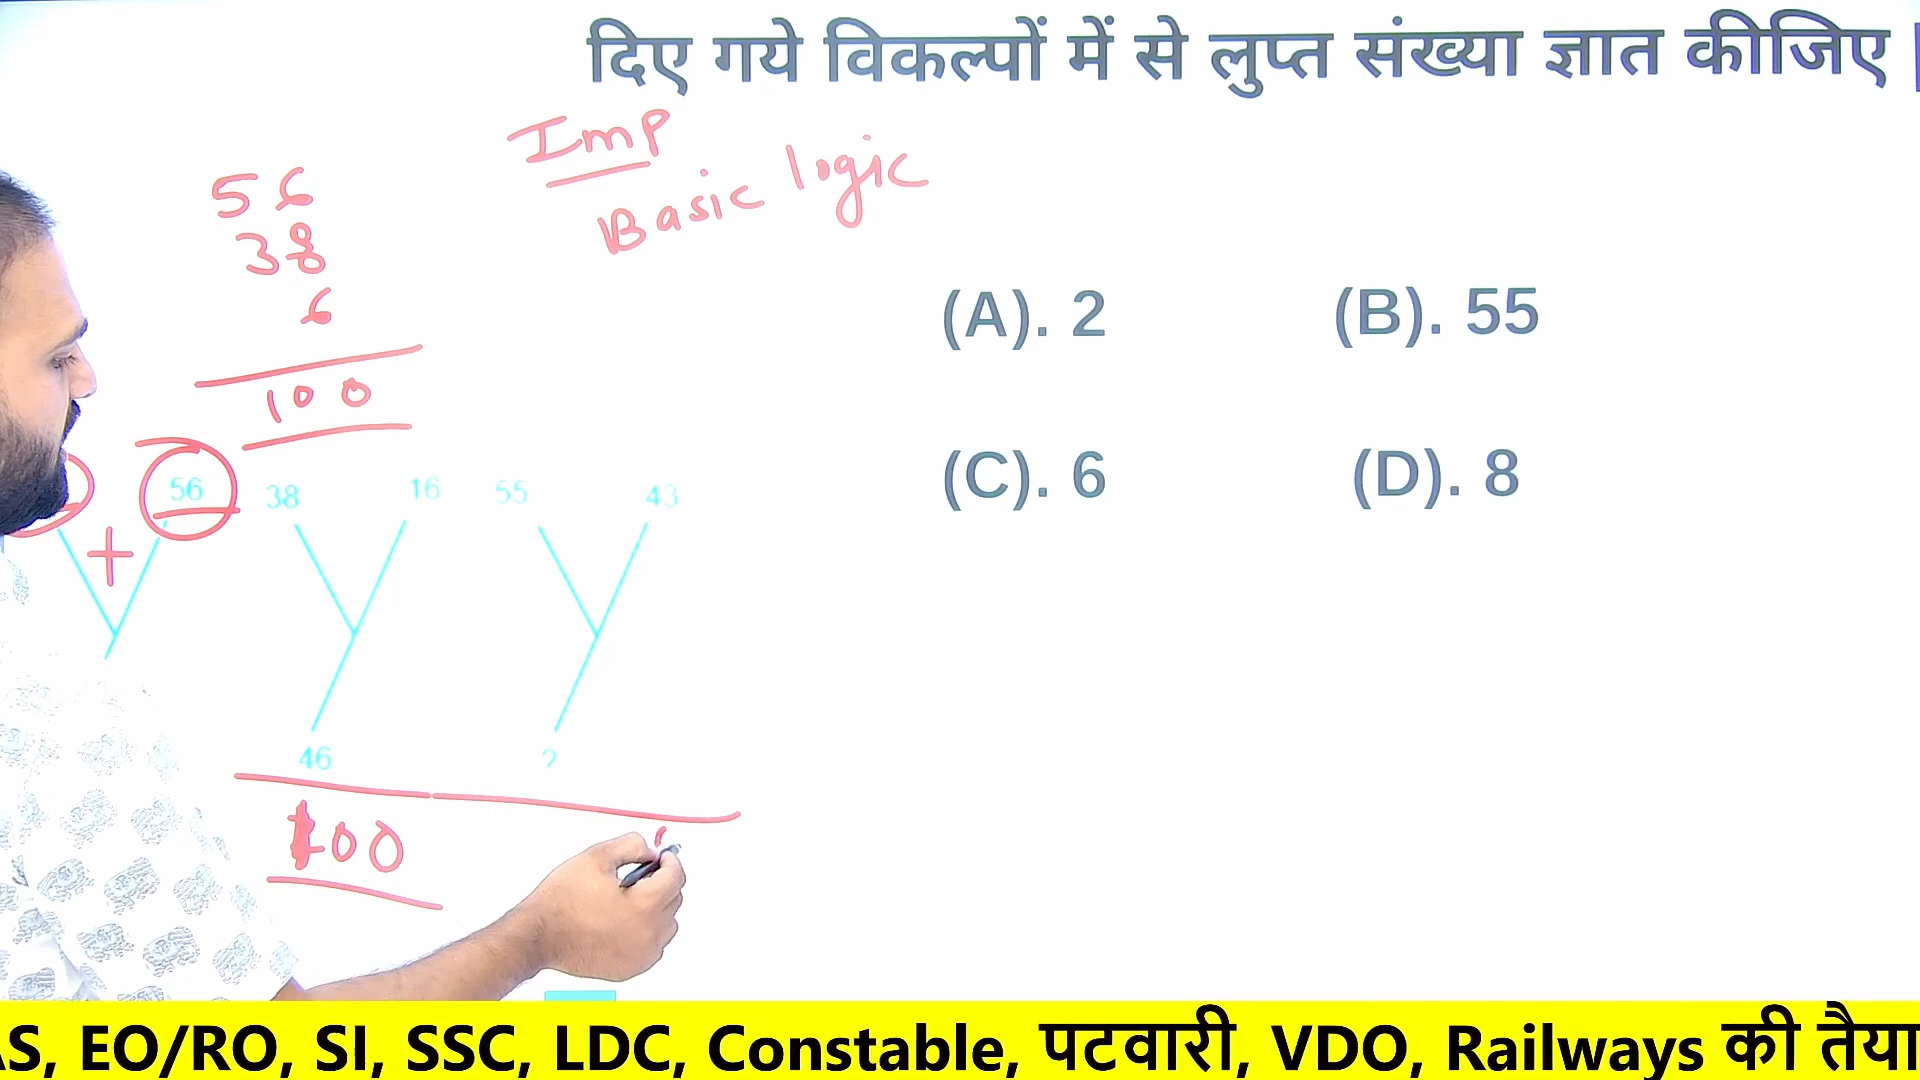 दिए गये विकल्पों में से लुप्त संख्या ज्ञात कीजिए |
Imp
Basic logic
56
38
6
100
(A). 2 (B). 55
(C). 6 (D). 8
56 38 16 55 43
+
46 ?
100
AS, EO/RO, SI, SSC, LDC, Constable, पटवारी, VDO, Railways की तैया